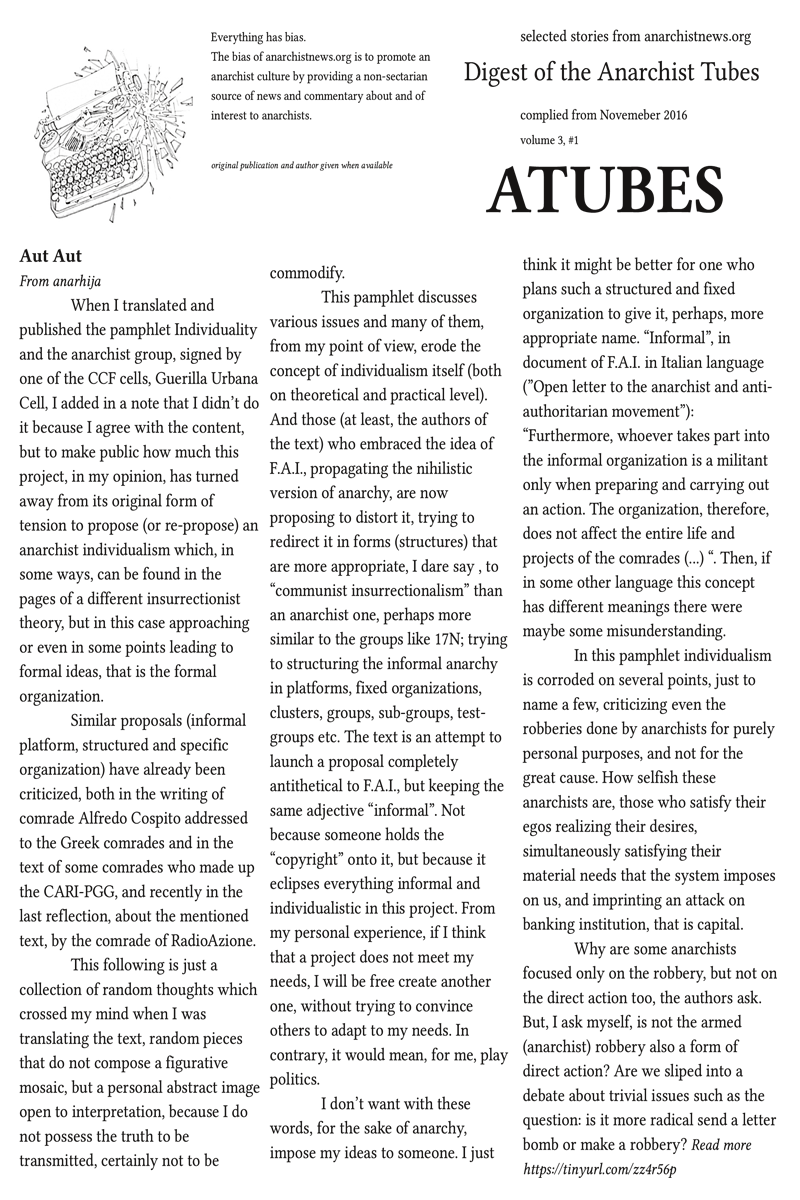 Everything has bias.
The bias of anarchistnews.org is to promote an
anarchist culture by providing a non-sectarian
source of news and commentary about and of
interest to anarchists.
original publication and author given when available
selected stories from anarchistnews.org
Digest of the Anarchist Tubes
complied from Novemeber 2016
volume 3, #1
ATUBES
Aut Aut
From anarhija
When I translated and
published the pamphlet Individuality
and the anarchist group, signed by
one of the CCF cells, Guerilla Urbana
Cell, I added in a note that I didn’t do
it because I agree with the content,
but to make public how much this
project, in my opinion, has turned
away from its original form of
tension to propose (or re-propose) an
anarchist individualism which, in
some ways, can be found in the
pages of a different insurrectionist
theory, but in this case approaching
or even in some points leading to
formal ideas, that is the formal
organization.
Similar proposals (informal
platform, structured and specific
organization) have already been
criticized, both in the writing of
comrade Alfredo Cospito addressed
to the Greek comrades and in the
text of some comrades who made up
the CARI-PGG, and recently in the
last reflection, about the mentioned
text, by the comrade of RadioAzione.
This following is just a
collection of random thoughts which
crossed my mind when I was
translating the text, random pieces
that do not compose a figurative
mosaic, but a personal abstract image
open to interpretation, because I do
not possess the truth to be
transmitted, certainly not to be
commodify.
This pamphlet discusses
various issues and many of them,
from my point of view, erode the
concept of individualism itself (both
on theoretical and practical level).
And those (at least, the authors of
the text) who embraced the idea of
F.A.I., propagating the nihilistic
version of anarchy, are now
proposing to distort it, trying to
redirect it in forms (structures) that
are more appropriate, I dare say , to
“communist insurrectionalism” than
an anarchist one, perhaps more
similar to the groups like 17N; trying
to structuring the informal anarchy
in platforms, fixed organizations,
clusters, groups, sub-groups, test-
groups etc. The text is an attempt to
launch a proposal completely
antithetical to F.A.I., but keeping the
same adjective “informal”. Not
because someone holds the
“copyright” onto it, but because it
eclipses everything informal and
individualistic in this project. From
my personal experience, if I think
that a project does not meet my
needs, I will be free create another
one, without trying to convince
others to adapt to my needs. In
contrary, it would mean, for me, play
politics.
I don’t want with these
words, for the sake of anarchy,
impose my ideas to someone. I just
think it might be better for one who
plans such a structured and fixed
organization to give it, perhaps, more
appropriate name. “Informal”, in
document of F.A.I. in Italian language
(”Open letter to the anarchist and anti-
authoritarian movement”):
“Furthermore, whoever takes part into
the informal organization is a militant
only when preparing and carrying out
an action. The organization, therefore,
does not affect the entire life and
projects of the comrades (...) “. Then, if
in some other language this concept
has different meanings there were
maybe some misunderstanding.
In this pamphlet individualism
is corroded on several points, just to
name a few, criticizing even the
robberies done by anarchists for purely
personal purposes, and not for the
great cause. How selfish these
anarchists are, those who satisfy their
egos realizing their desires,
simultaneously satisfying their
material needs that the system imposes
on us, and imprinting an attack on
banking institution, that is capital.
Why are some anarchists
focused only on the robbery, but not on
the direct action too, the authors ask.
But, I ask myself, is not the armed
(anarchist) robbery also a form of
direct action? Are we sliped into a
debate about trivial issues such as the
question: is it more radical send a letter
bomb or make a robbery? Read more
https://tinyurl.com/zz4r56p